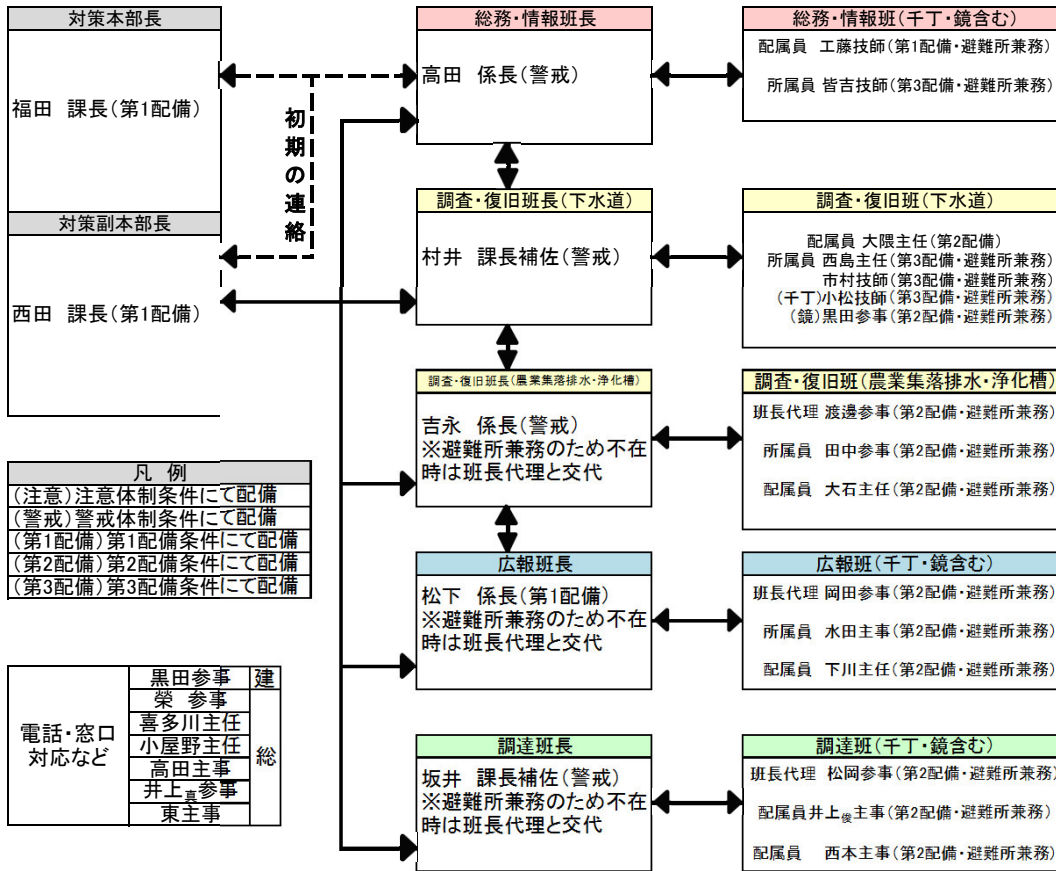 対策本部長
福田 課長(第1配備)
対策副本部長
西田 課長(第1配備)
初期の連絡
総務・情報班長
高田 係長(警戒)
総務・情報班(千丁・鏡含む)
配属員 工藤技師(第1配備・避難所兼務)
所属員 皆吉技師(第3配備・避難所兼務)
調査・復旧班長(下水道)
村井 課長補佐(警戒)
調査・復旧班(下水道)
配属員 大隈主任(第2配備)
所属員 西島主任(第3配備・避難所兼務)
市村技師(第3配備・避難所兼務)
(千丁)小松技師(第3配備・避難所兼務)
(鏡)黒田参事(第2配備・避難所兼務)
調査・復旧班長(農業集落排水・浄化槽)
吉永 係長(警戒)
※避難所兼務のため不在
時は班長代理と交代
調査・復旧班(農業集落排水・浄化槽)
班長代理 渡邊参事(第2配備・避難所兼務)
所属員 田中参事(第2配備・避難所兼務)
配属員 大石主任(第2配備・避難所兼務)
広報班長
松下 係長(第1配備)
※避難所兼務のため不在
時は班長代理と交代
広報班(千丁・鏡含む)
班長代理 岡田参事(第2配備・避難所兼務)
所属員 水田主事(第2配備・避難所兼務)
配属員 下川主任(第2配備・避難所兼務)
調達班長
坂井 課長補佐(警戒)
※避難所兼務のため不在
時は班長代理と交代
調達班(千丁・鏡含む)
班長代理 松岡参事(第2配備・避難所兼務)
配属員井上俊主事(第2配備・避難所兼務)
配属員 西本主事(第2配備・避難所兼務)
凡 例
(注意)注意体制条件にて配備
(警戒)警戒体制条件にて配備
(第1配備)第1配備条件にて配備
(第2配備)第2配備条件にて配備
(第3配備)第3配備条件にて配備
電話・窓口
対応など
黒田参事 建
榮 参事
喜多川主任
小屋野主任
高田主事
井上真参事
東主事
総